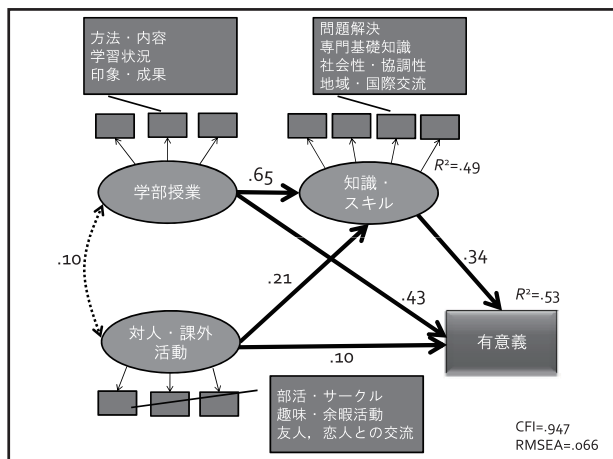 方法・内容
学習状況
印象・成果
問題解決
専門基礎知識
社会性・協調性
地域・国際交流
学部授業
.65
知識・
スキル
R²=.49
.10
.21
.34
.43
R²=.53
対人・課外
活動
.10
有意義
部活・サークル
趣味・余暇活動
友人，恋人との交流
CFI=.947
RMSEA=.066